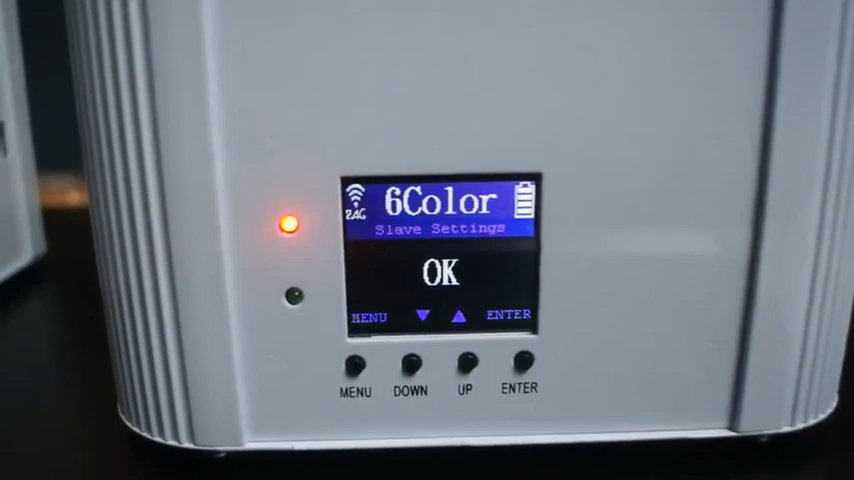 2.4G
6Color
Slave Settings
OK
MENU ENTER
MENU DOWN UP ENTER